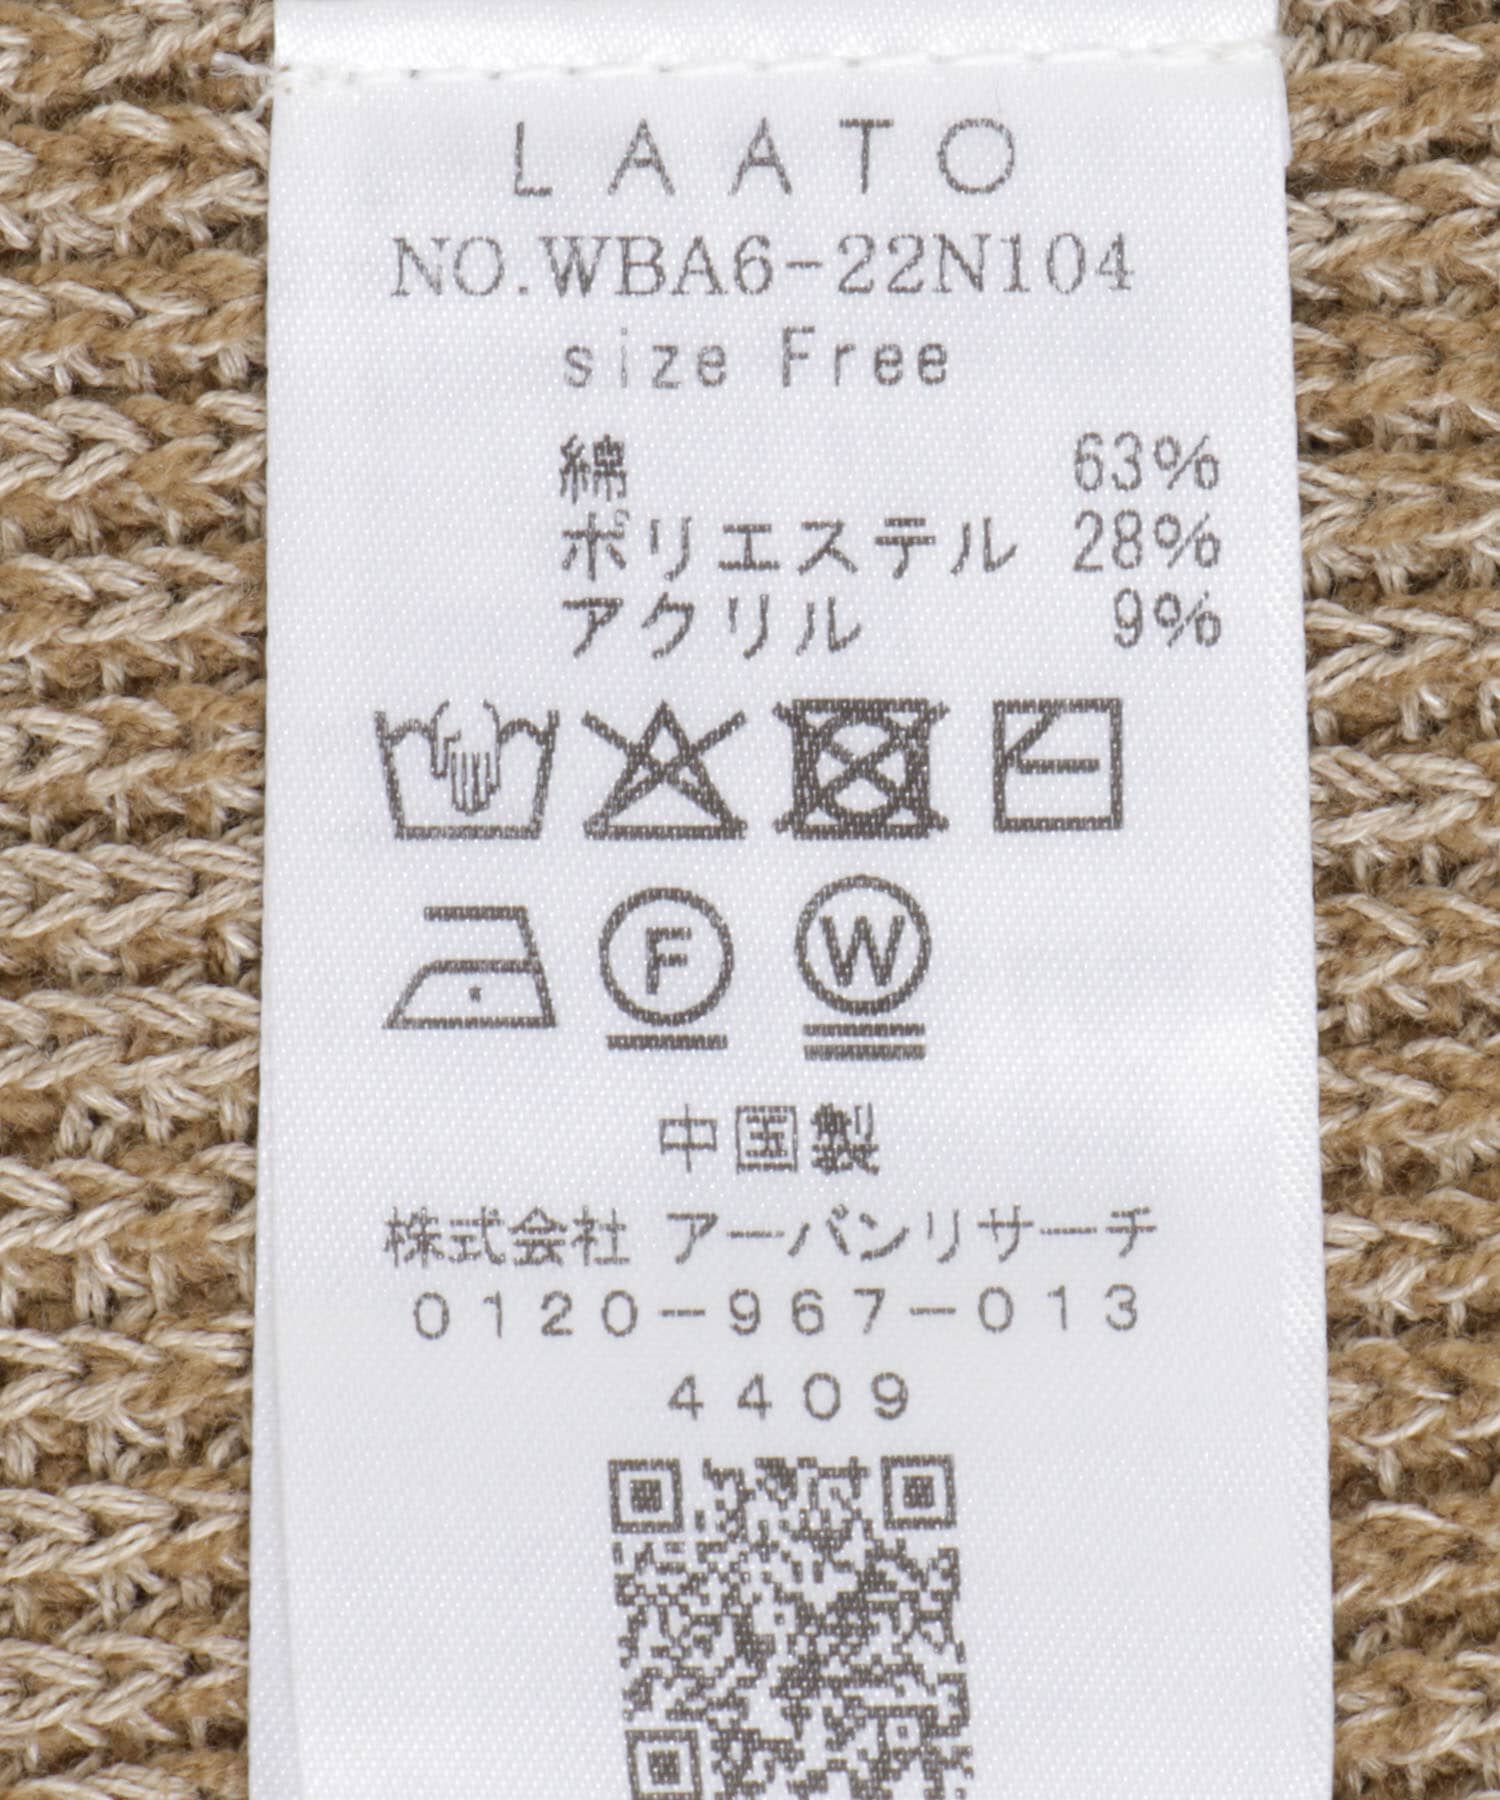 LAATO
NO.WBA6-22N104
size Free
綿 63%
ポリエステル 28%
アクリル 9%
F W
中国製
株式会社 アーバンリサーチ
0120-967-013
4409